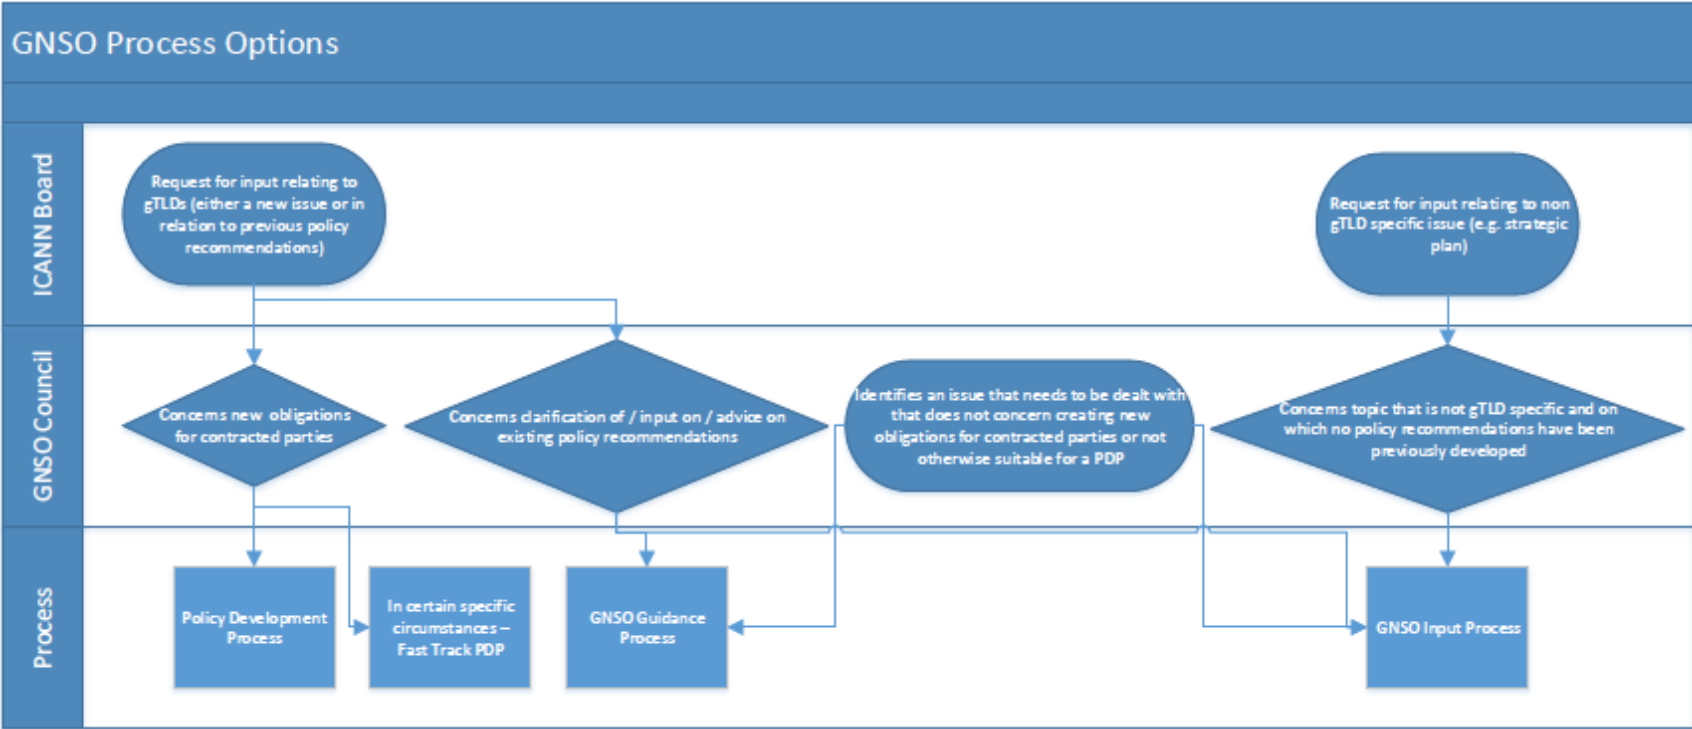 GNSO Process Options
ICANN Board
Request for input relating to
gTLDs (either a new issue or in
relation to previous policy
recommendations)
Request for input relating to non
gTLD specific issue (e.g. strategic
plan)
GNSO Council
Concerns new obligations
for contracted parties
Concerns clarification of / input on / advice on
existing policy recommendations
Identifies an issue that needs to be dealt with
that does not concern creating new
obligations for contracted parties or not
otherwise suitable for a PDP
Concerns topic that is not gTLD specific and on
which no policy recommendations have been
previously developed
Process
Policy Development
Process
In certain specific
circumstances –
Fast Track PDP
GNSO Guidance
Process
GNSO Input Process